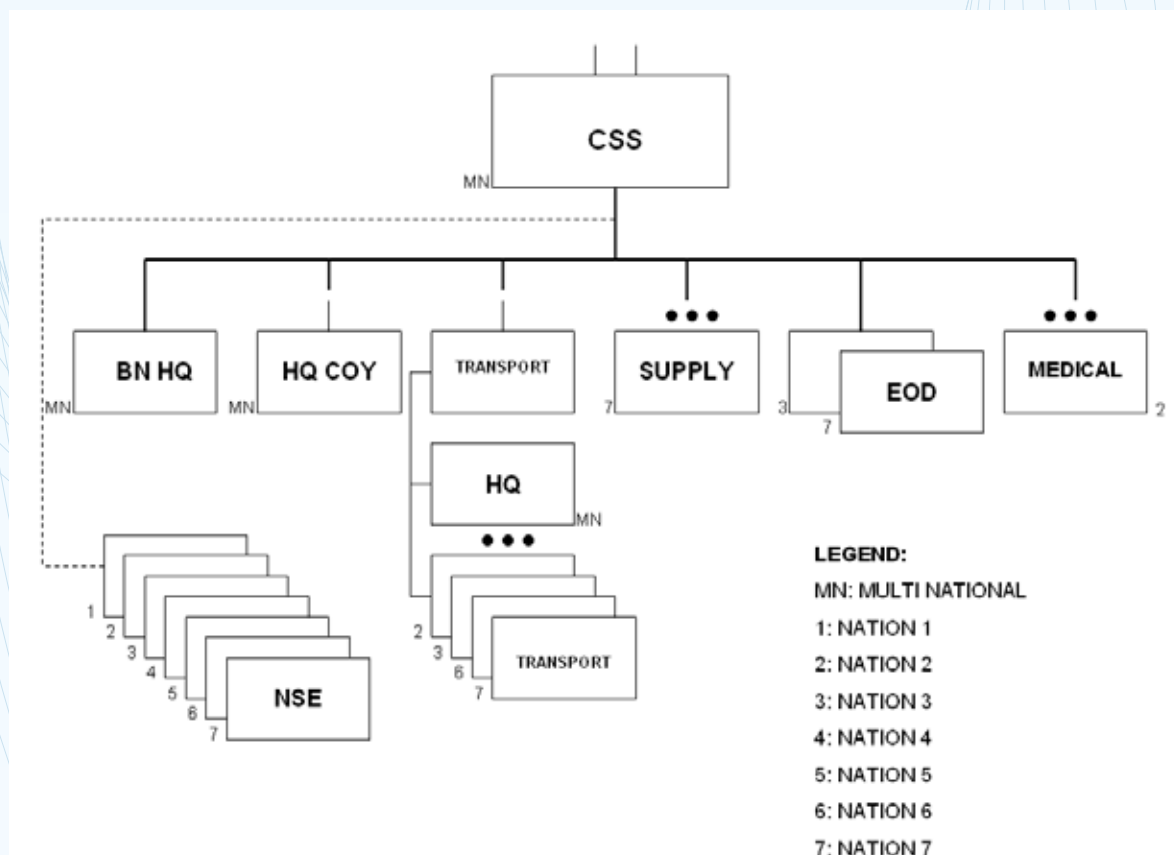 CSS
MN
BN HQ
MN
HQ COY
MN
TRANSPORT
SUPPLY
7
EOD
3
7
MEDICAL
2
HQ
MN
TRANSPORT
2
3
6
7
NSE
1
2
3
4
5
6
7
LEGEND:
MN: MULTI NATIONAL
1: NATION 1
2: NATION 2
3: NATION 3
4: NATION 4
5: NATION 5
6: NATION 6
7: NATION 7